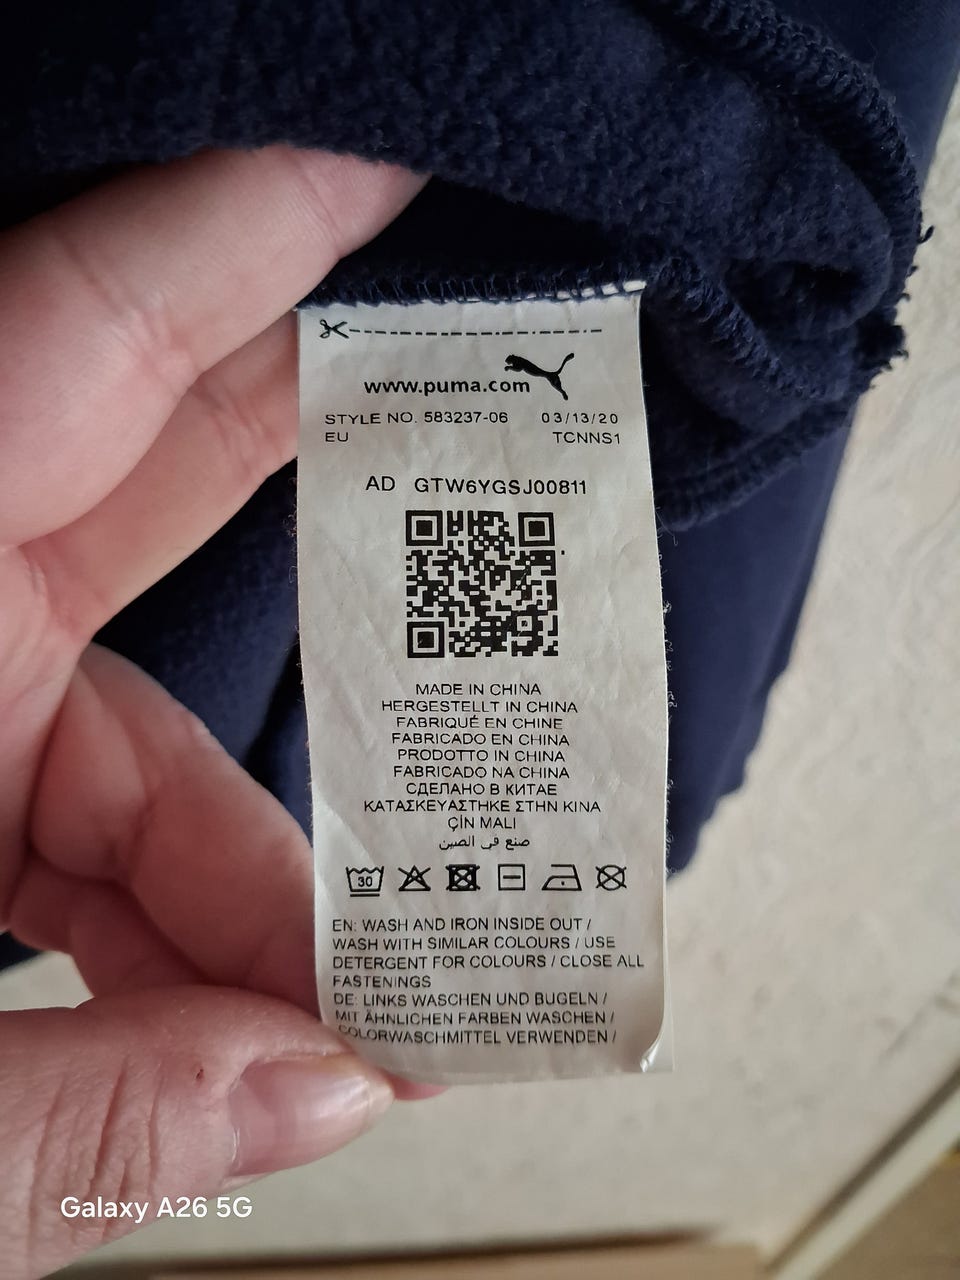 www.puma.com
STYLE NO. 583237-06 03/13/20
EU TCNNS1
AD GTW6YGSJ00811
MADE IN CHINA
HERGESTELLT IN CHINA
FABRIQUÉ EN CHINE
FABRICADO EN CHINA
PRODOTTO IN CHINA
FABRICADO NA CHINA
СДЕЛАНО В КИТАЕ
ΚΑΤΑΣΚΕΥΑΣΤΗΚΕ ΣΤΗΝ ΚΙΝΑ
ÇİN MALI
صنع في الصين
30
EN: WASH AND IRON INSIDE OUT /
WASH WITH SIMILAR COLOURS / USE
DETERGENT FOR COLOURS / CLOSE ALL
FASTENINGS
DE: LINKS WASCHEN UND BÜGELN /
MIT ÄHNLICHEN FARBEN WASCHEN /
COLORWASCHMITTEL VERWENDEN /
Galaxy A26 5G